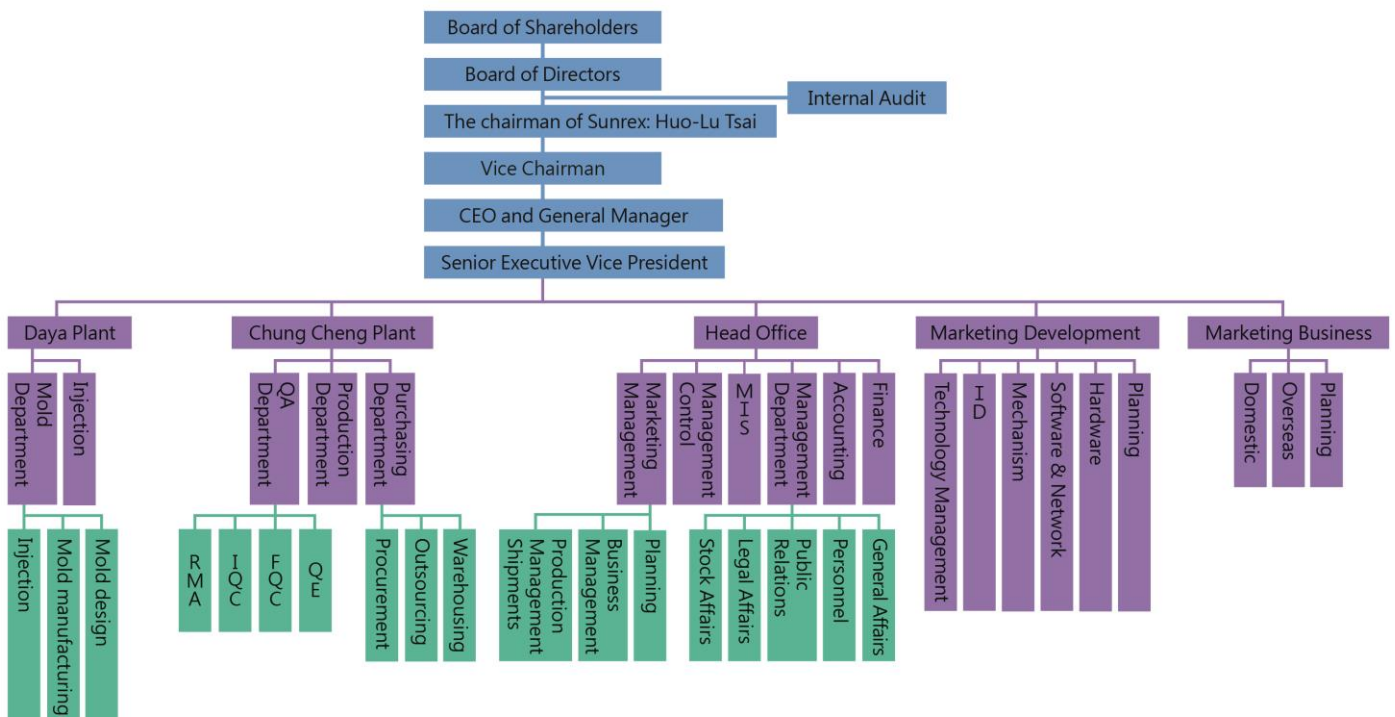 Board of Shareholders
Board of Directors
Internal Audit
The chairman of Sunrex: Huo-Lu Tsai
Vice Chairman
CEO and General Manager
Senior Executive Vice President
Daya Plant
Chung Cheng Plant
Head Office
Marketing Development
Marketing Business
Mold
Department
Injection
QA
Department
Production
Department
Purchasing
Department
Marketing
Management
Management
Control
MIS
Management
Department
Accounting
Finance
Technology Management
ID
Mechanism
Software & Network
Hardware
Planning
Domestic
Overseas
Planning
Injection
Mold manufacturing
Mold design
RMA
IQC
FQC
QE
Procurement
Outsourcing
Warehousing
Production
Management
Shipments
Business
Management
Planning
Stock Affairs
Legal Affairs
Public
Relations
Personnel
General Affairs